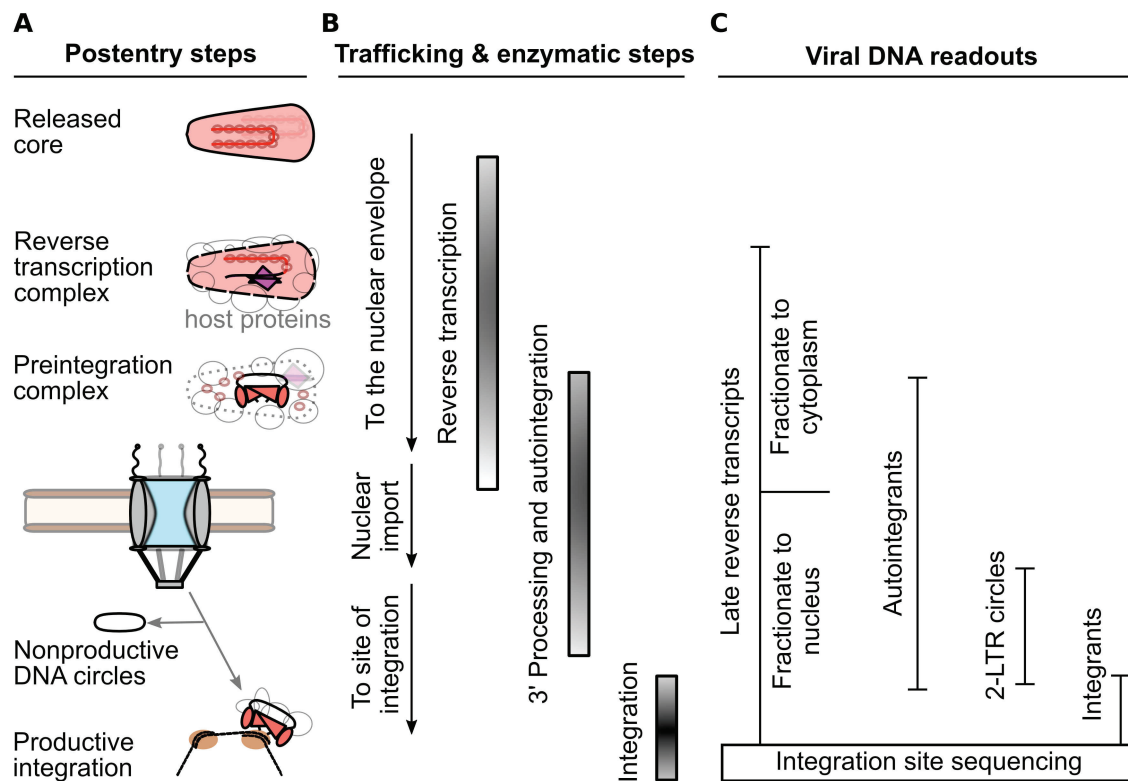 A
Postentry steps
Released
core
Reverse
transcription
complex
host proteins
Preintegration
complex
Nonproductive
DNA circles
Productive
integration
B
Trafficking & enzymatic steps
To the nuclear envelope
Nuclear
import
To site of
integration
Reverse transcription
3' Processing and autointegration
Integration
C
Viral DNA readouts
Late reverse transcripts
Fractionate to
cytoplasm
Fractionate to
nucleus
Autointegrants
2-LTR circles
Integrants
Integration site sequencing